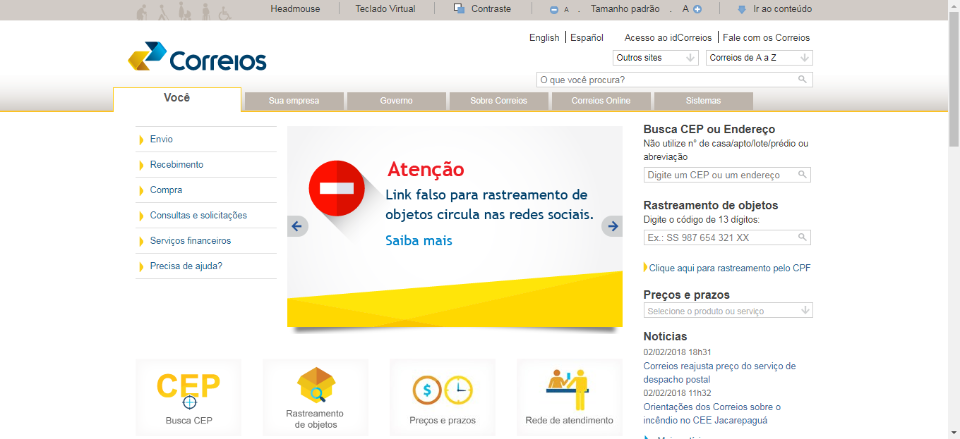 Headmouse
Teclado Virtual
Contraste
A . Tamanho padrão . A
Ir ao conteúdo
English
Español
Acesso ao idCorreios
Fale com os Correios
Correios
Outros sites
Correios de A a Z
O que você procura?
Você
Sua empresa
Governo
Sobre Correios
Correios Online
Sistemas
Envio
Recebimento
Compra
Consultas e solicitações
Serviços financeiros
Precisa de ajuda?
Atenção
Link falso para rastreamento de
objetos circula nas redes sociais.
Saiba mais
Busca CEP ou Endereço
Não utilize n° de casa/apto/lote/prédio ou
abreviação
Digite um CEP ou um endereço
Rastreamento de objetos
Digite o código de 13 dígitos:
Ex.: SS 987 654 321 XX
Clique aqui para rastreamento pelo CPF
Preços e prazos
Selecione o produto ou serviço
Notícias
02/02/2018 18h31
Correios reajusta preço do serviço de
despacho postal
02/02/2018 11h32
Orientações dos Correios sobre o
incêndio no CEE Jacarepaguá
CEP
Busca CEP
Rastreamento
de objetos
$
Preços e prazos
Rede de atendimento